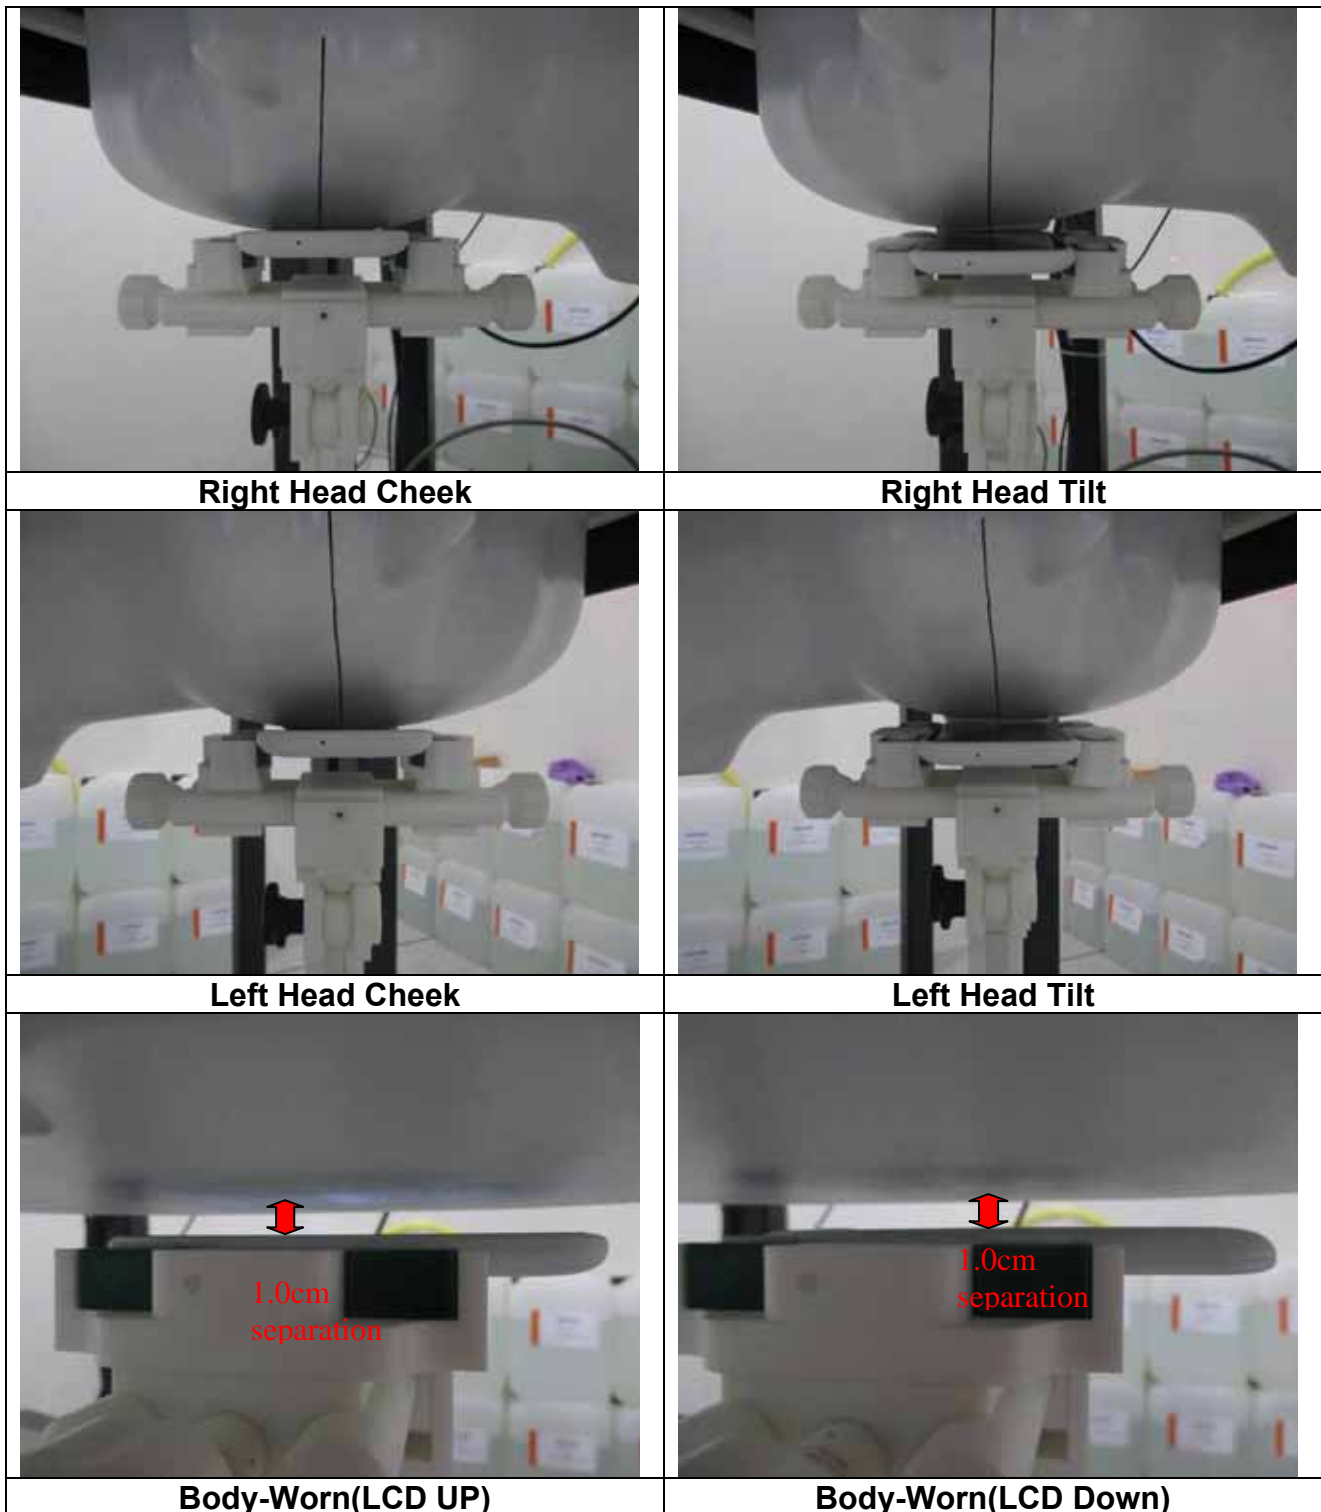 Right Head Cheek
Right Head Tilt
Left Head Cheek
Left Head Tilt
1.0cm
separation
1.0cm
separation
Body-Worn(LCD UP)
Body-Worn(LCD Down)